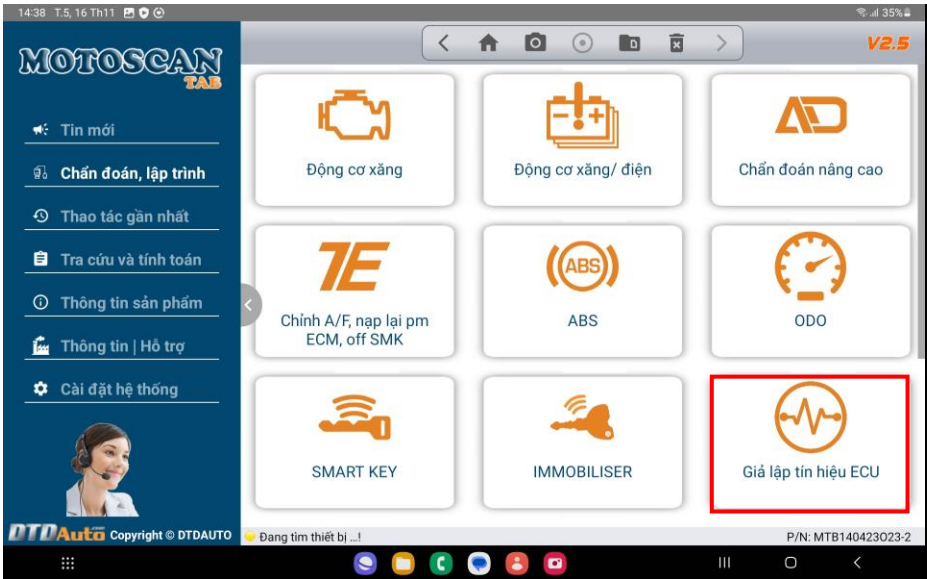 14:38 T.5, 16 Th11
35%
MOTOSCAN
TAB
V2.5
Tin mới
Chẩn đoán, lập trình
Thao tác gần nhất
Tra cứu và tính toán
Thông tin sản phẩm
Thông tin | Hỗ trợ
Cài đặt hệ thống
Động cơ xăng
Động cơ xăng/ điện
AD
Chẩn đoán nâng cao
7E
Chỉnh A/F, nạp lại pm
ECM, off SMK
ABS
ABS
ODO
SMART KEY
IMMOBILISER
Giả lập tín hiệu ECU
DTDAuto Copyright © DTDAUTO
Đang tìm thiết bị ...!
P/N: MTB140423023-2